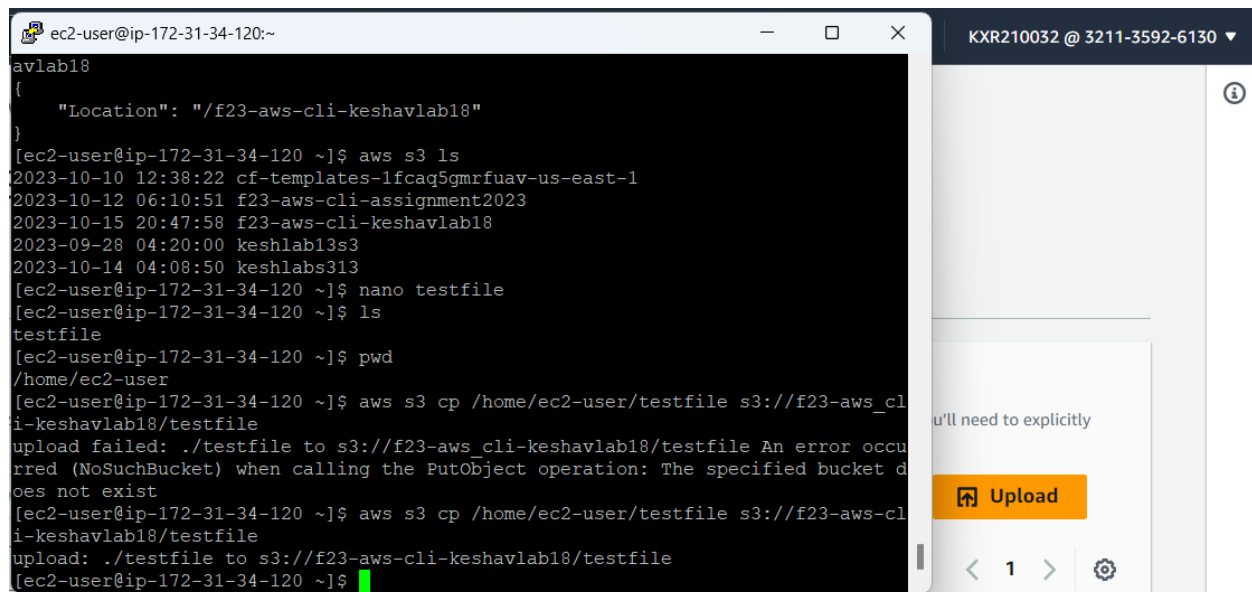 ec2-user@ip-172-31-34-120:~
KXR210032 @ 3211-3592-6130
avlab18
{
    "Location": "/f23-aws-cli-keshavlab18"
}
[ec2-user@ip-172-31-34-120 ~]$ aws s3 ls
2023-10-10 12:38:22 cf-templates-1fcaq5gmrfuav-us-east-1
2023-10-12 06:10:51 f23-aws-cli-assignment2023
2023-10-15 20:47:58 f23-aws-cli-keshavlab18
2023-09-28 04:20:00 keshlab13s3
2023-10-14 04:08:50 keshlabs313
[ec2-user@ip-172-31-34-120 ~]$ nano testfile
[ec2-user@ip-172-31-34-120 ~]$ ls
testfile
[ec2-user@ip-172-31-34-120 ~]$ pwd
/home/ec2-user
[ec2-user@ip-172-31-34-120 ~]$ aws s3 cp /home/ec2-user/testfile s3://f23-aws_cl
i-keshavlab18/testfile
upload failed: ./testfile to s3://f23-aws_cli-keshavlab18/testfile An error occu
rred (NoSuchBucket) when calling the PutObject operation: The specified bucket d
oes not exist
[ec2-user@ip-172-31-34-120 ~]$ aws s3 cp /home/ec2-user/testfile s3://f23-aws-cl
i-keshavlab18/testfile
upload: ./testfile to s3://f23-aws-cli-keshavlab18/testfile
[ec2-user@ip-172-31-34-120 ~]$
u'll need to explicitly
Upload
1